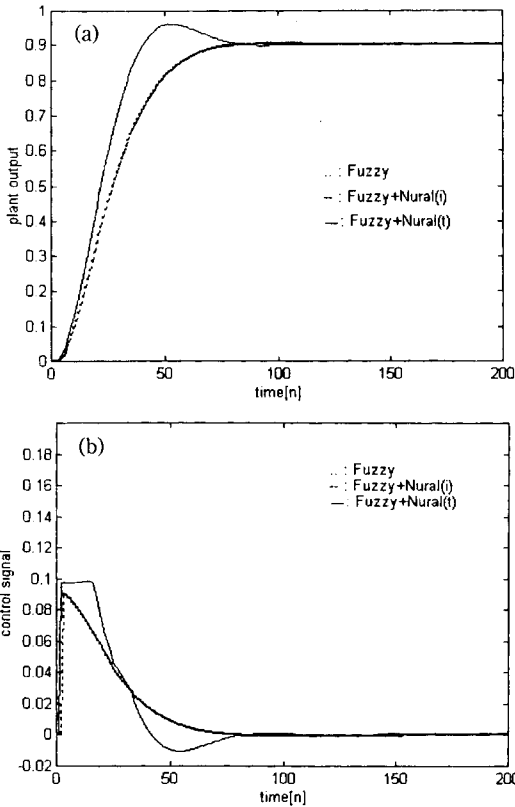 (a)
1
0.9
0.8
0.7
0.6
0.5
0.4
0.3
0.2
0.1
0
plant output
.. : Fuzzy
-- : Fuzzy+Nural(i)
— : Fuzzy+Nural(t)
0 50 100 150 200
time[n]
(b)
0.18
0.16
0.14
0.12
0.1
0.08
0.06
0.04
0.02
0
-0.02
control signal
.. : Fuzzy
-- : Fuzzy+Nural(i)
— : Fuzzy+Nural(t)
0 50 100 150 200
time[n]